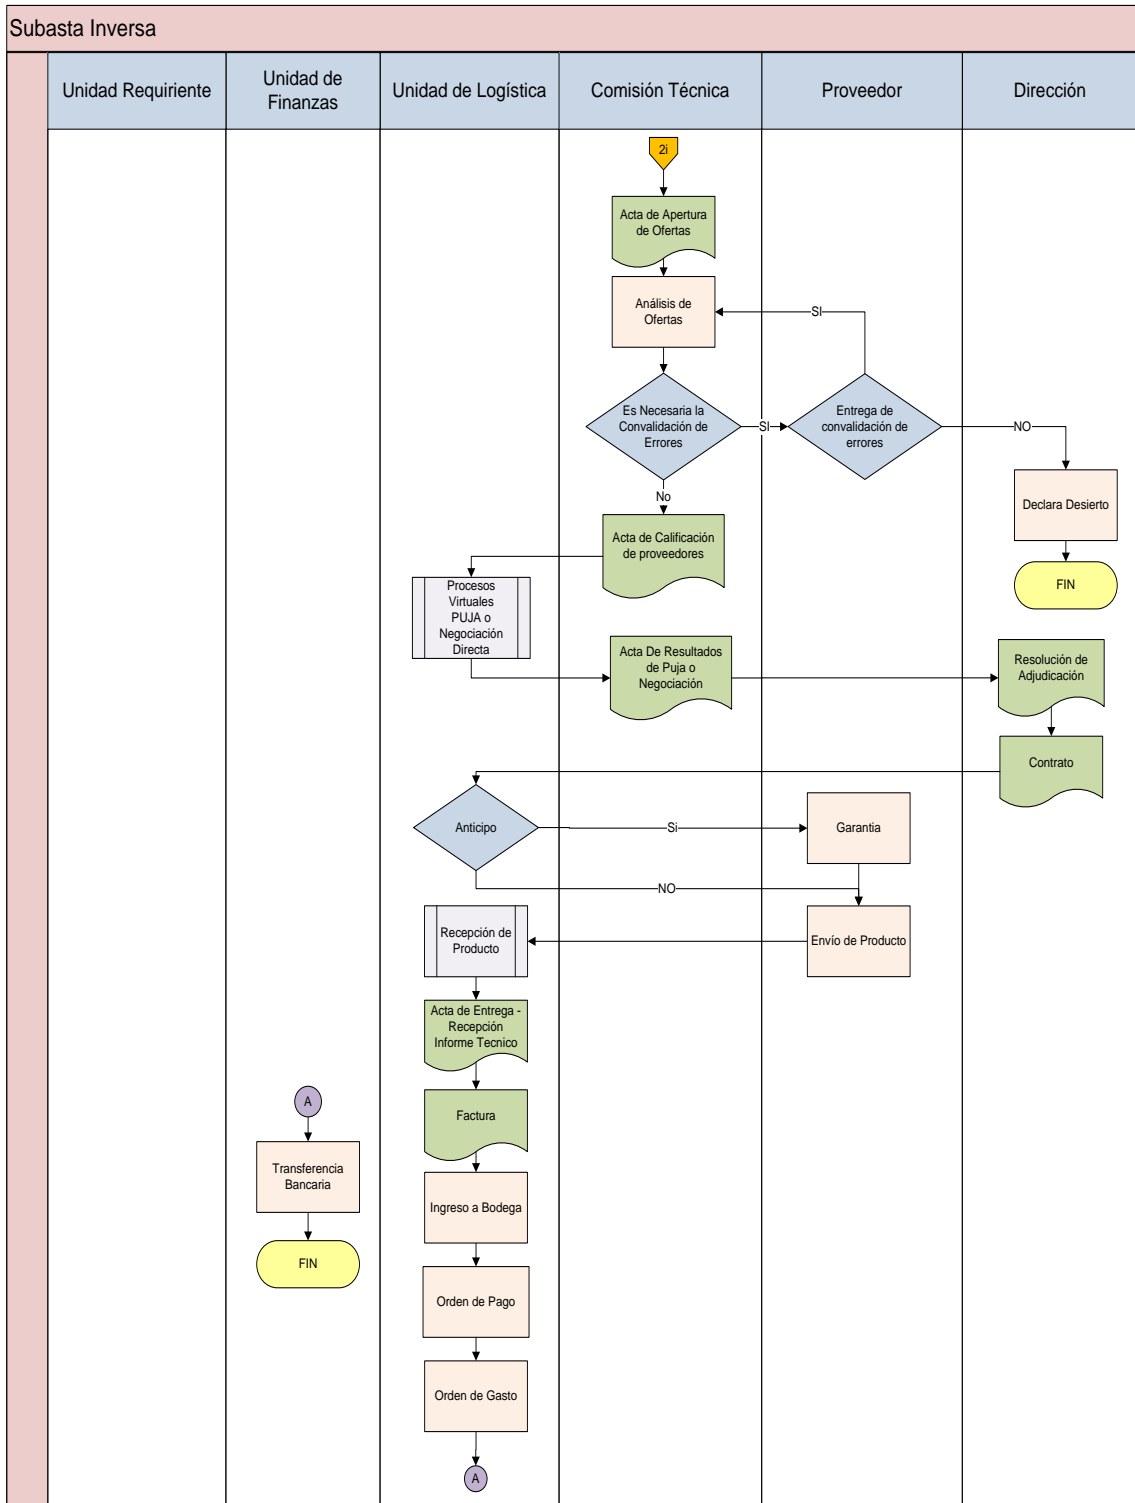 Subasta Inversa
Unidad Requiriente
Unidad de
Finanzas
Unidad de Logística
Comisión Técnica
Proveedor
Dirección
2i
Acta de Apertura
de Ofertas
Análisis de
Ofertas
SI
Es Necesaria la
Convalidación de
Errores
SI
Entrega de
convalidación de
errores
NO
Declara Desierto
FIN
No
Acta de Calificación
de proveedores
Procesos
Virtuales
PUJA o
Negociación
Directa
Acta De Resultados
de Puja o
Negociación
Resolución de
Adjudicación
Contrato
Anticipo
Si
Garantia
NO
Envío de Producto
Recepción de
Producto
Acta de Entrega -
Recepción
Informe Tecnico
Factura
A
Transferencia
Bancaria
FIN
Ingreso a Bodega
Orden de Pago
Orden de Gasto
A